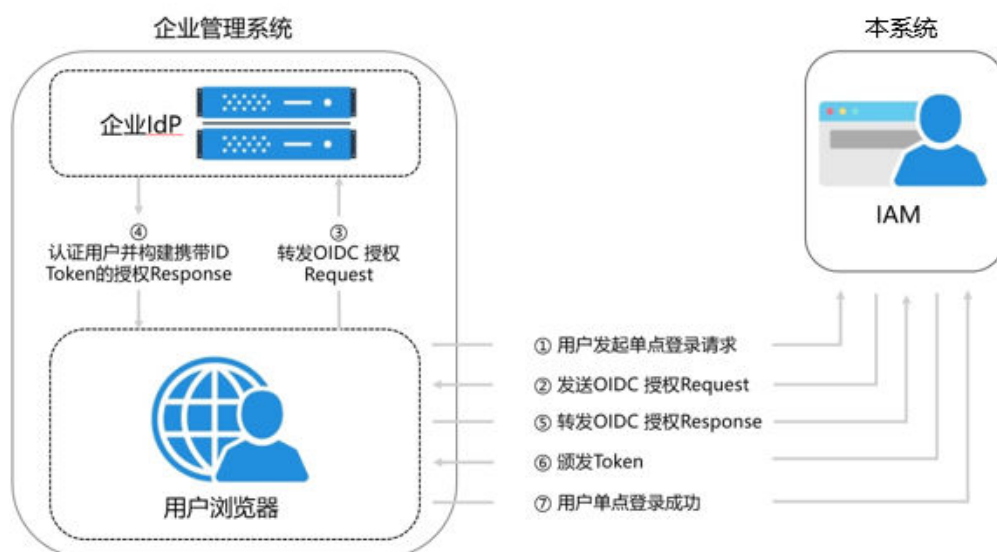 企业管理系统
本系统
企业IdP
IAM
④
认证用户并构建携带ID
Token的授权Response
③
转发OIDC 授权
Request
用户浏览器
① 用户发起单点登录请求
② 发送OIDC 授权Request
⑤ 转发OIDC 授权Response
⑥ 颁发Token
⑦ 用户单点登录成功